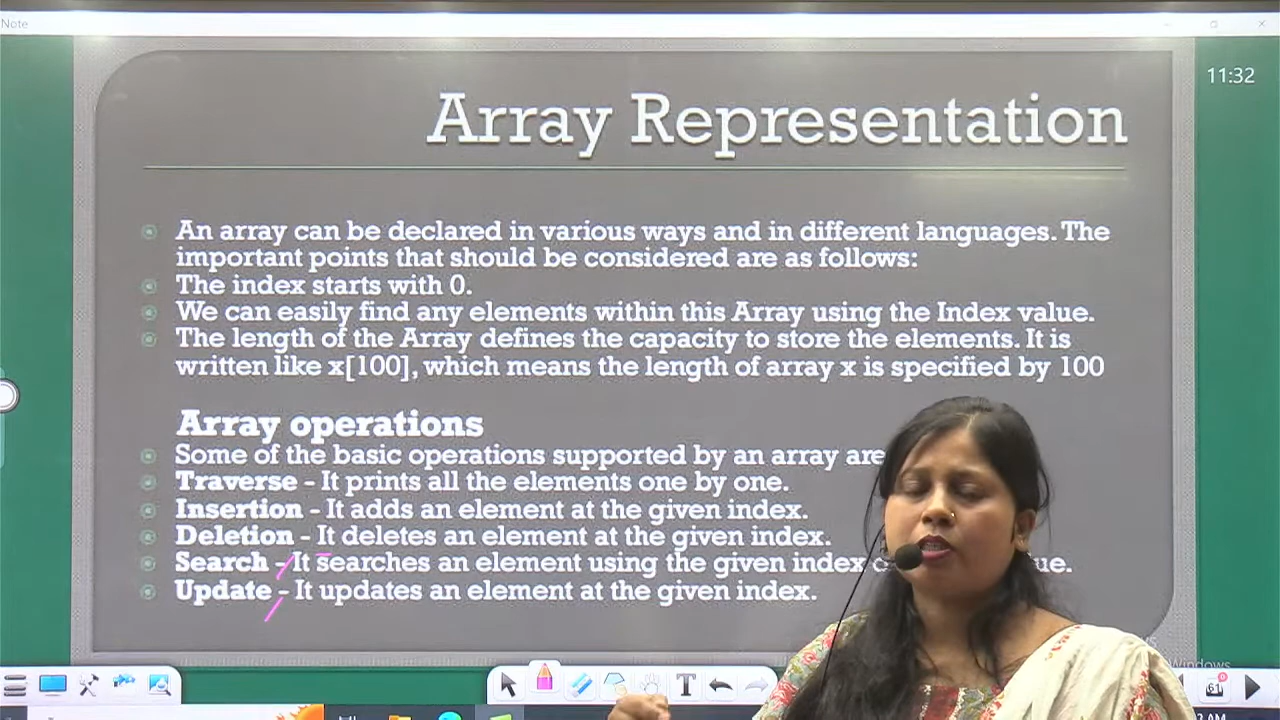 Note
11:32
Array Representation
An array can be declared in various ways and in different languages. The
important points that should be considered are as follows:
The index starts with 0.
We can easily find any elements within this Array using the Index value.
The length of the Array defines the capacity to store the elements. It is
written like x[100], which means the length of array x is specified by 100
Array operations
Some of the basic operations supported by an array are
Traverse - It prints all the elements one by one.
Insertion - It adds an element at the given index.
Deletion - It deletes an element at the given index.
Search - It searches an element using the given index
Update - It updates an element at the given index.
Windows
T
61
AM